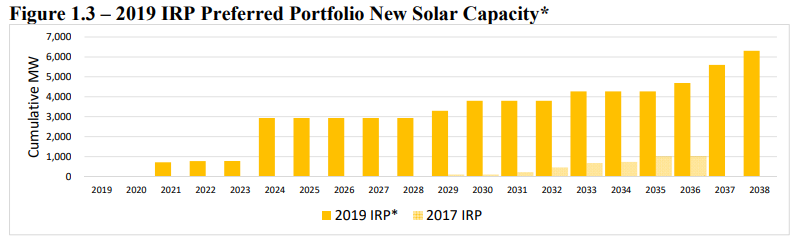 Figure 1.3 – 2019 IRP Preferred Portfolio New Solar Capacity*
Cumulative MW
7,000
6,000
5,000
4,000
3,000
2,000
1,000
0
2019 2020 2021 2022 2023 2024 2025 2026 2027 2028 2029 2030 2031 2032 2033 2034 2035 2036 2037 2038
2019 IRP* 2017 IRP